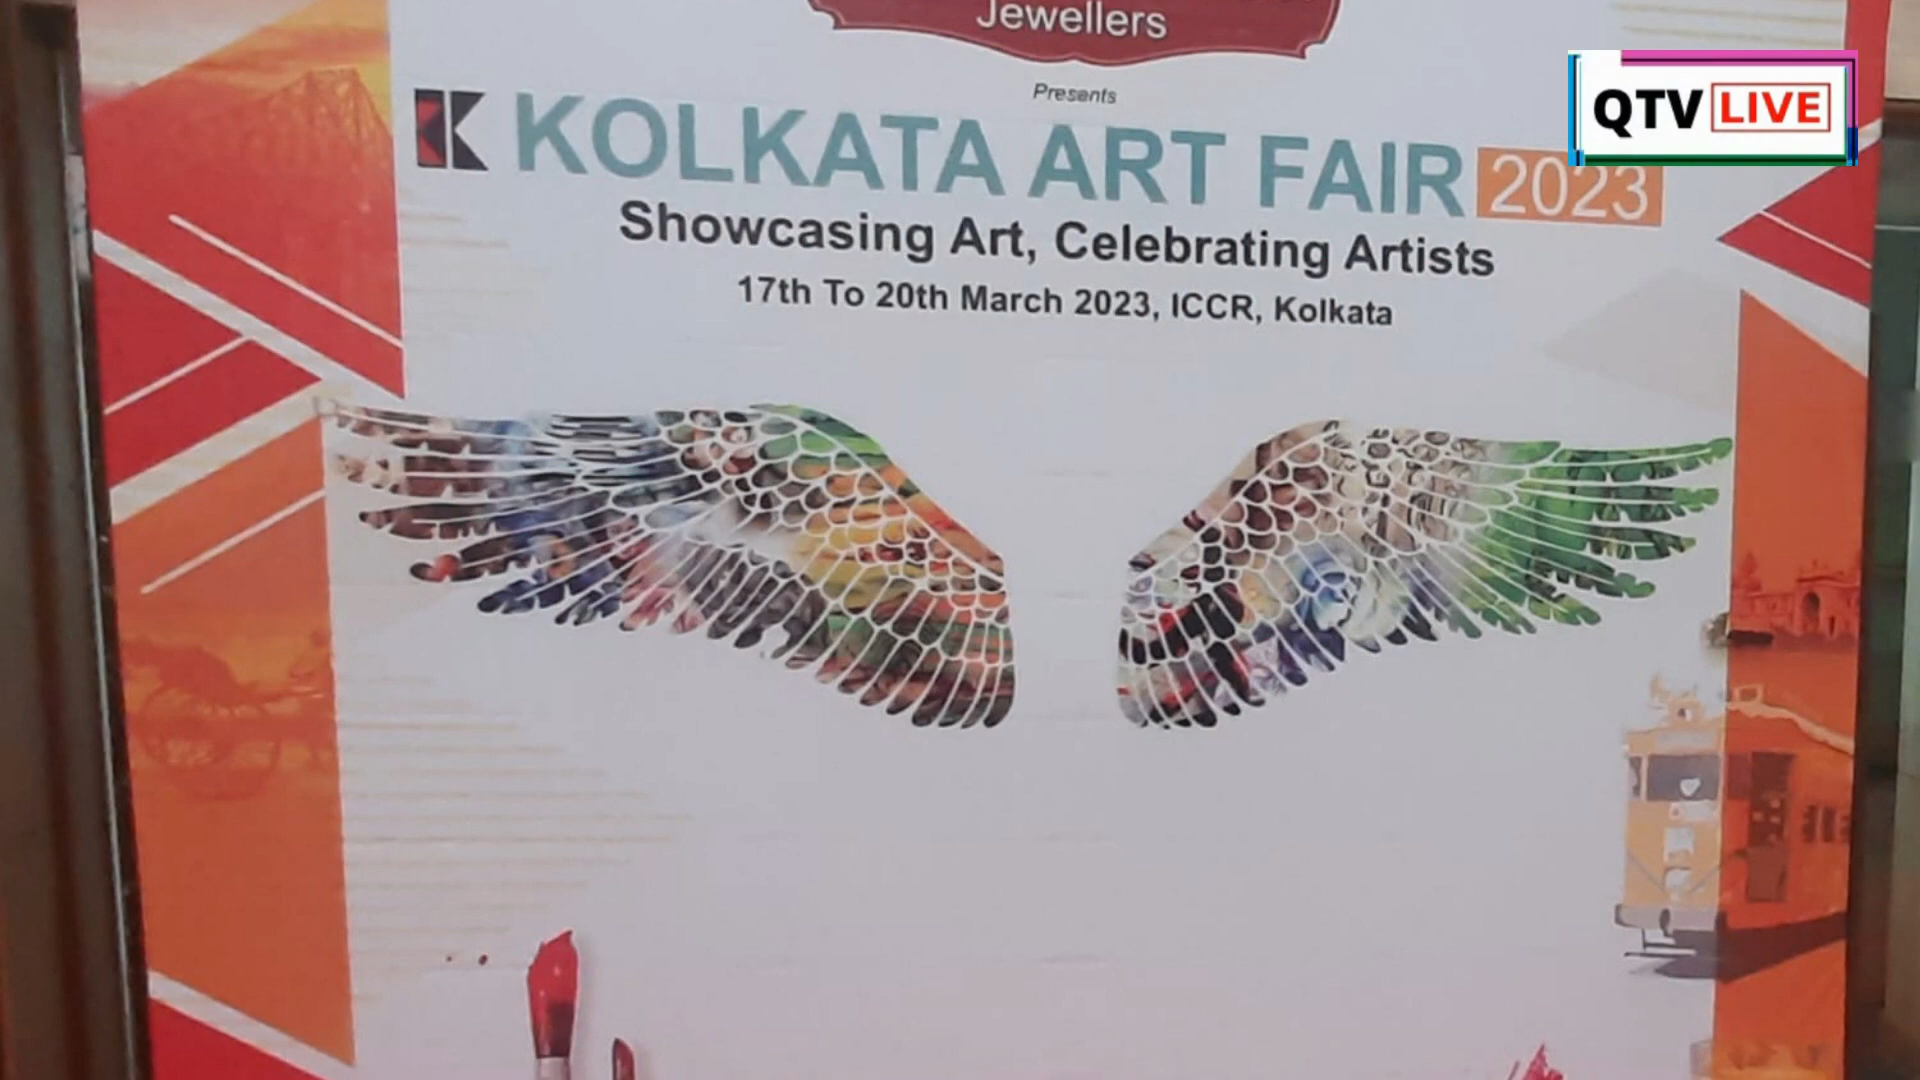 Jewellers
Presents
KOLKATA ART FAIR 2023
Showcasing Art, Celebrating Artists
17th To 20th March 2023, ICCR, Kolkata
QTV LIVE